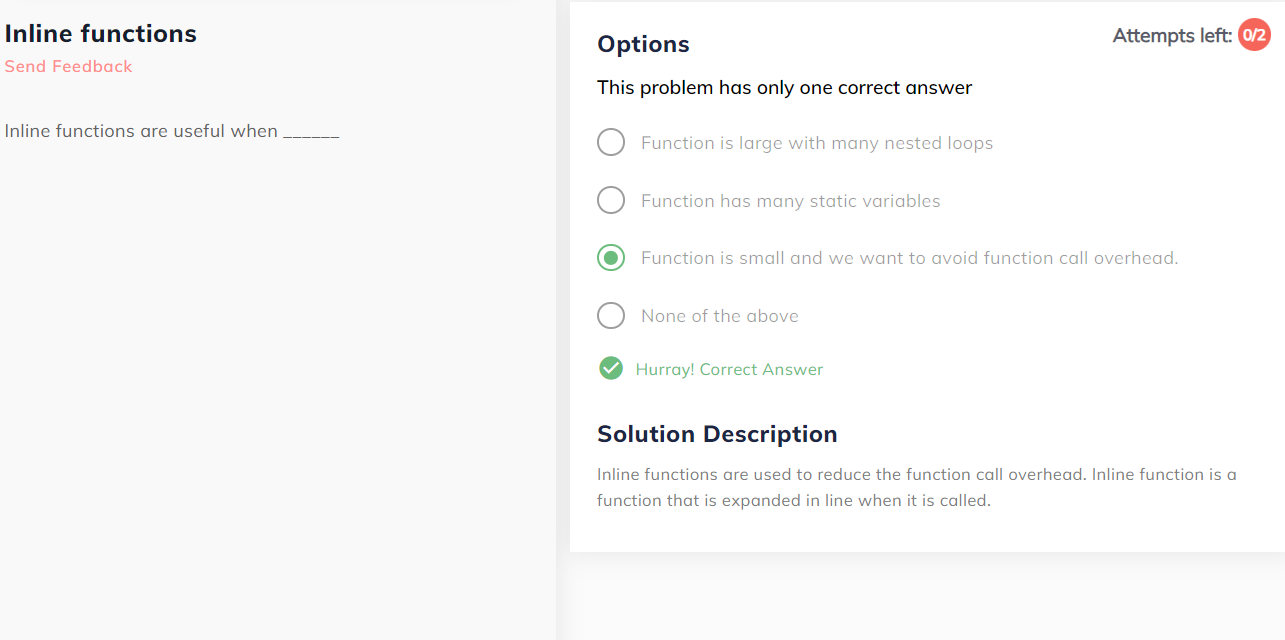 Inline functions
Send Feedback
Inline functions are useful when ______
Options
Attempts left: 0/2
This problem has only one correct answer
Function is large with many nested loops
Function has many static variables
Function is small and we want to avoid function call overhead.
None of the above
Hurray! Correct Answer
Solution Description
Inline functions are used to reduce the function call overhead. Inline function is a
function that is expanded in line when it is called.